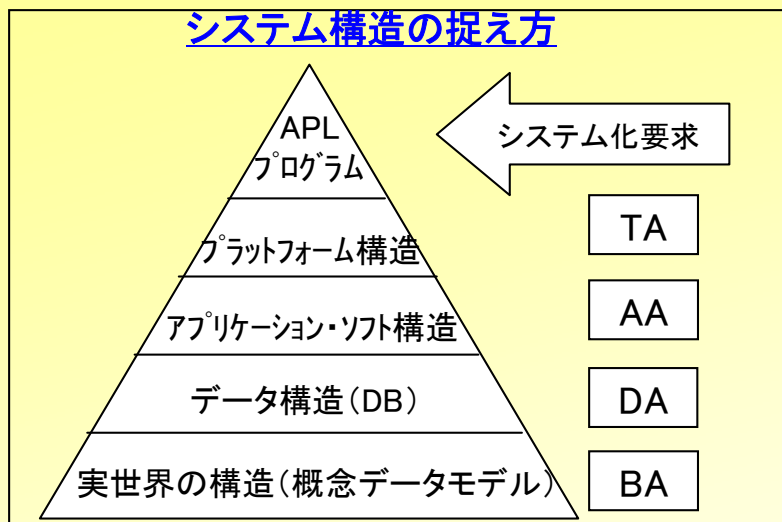 システム構造の捉え方
APL
プログラム
システム化要求
プラットフォーム構造
TA
アプリケーション・ソフト構造
AA
データ構造(DB)
DA
実世界の構造(概念データモデル)
BA